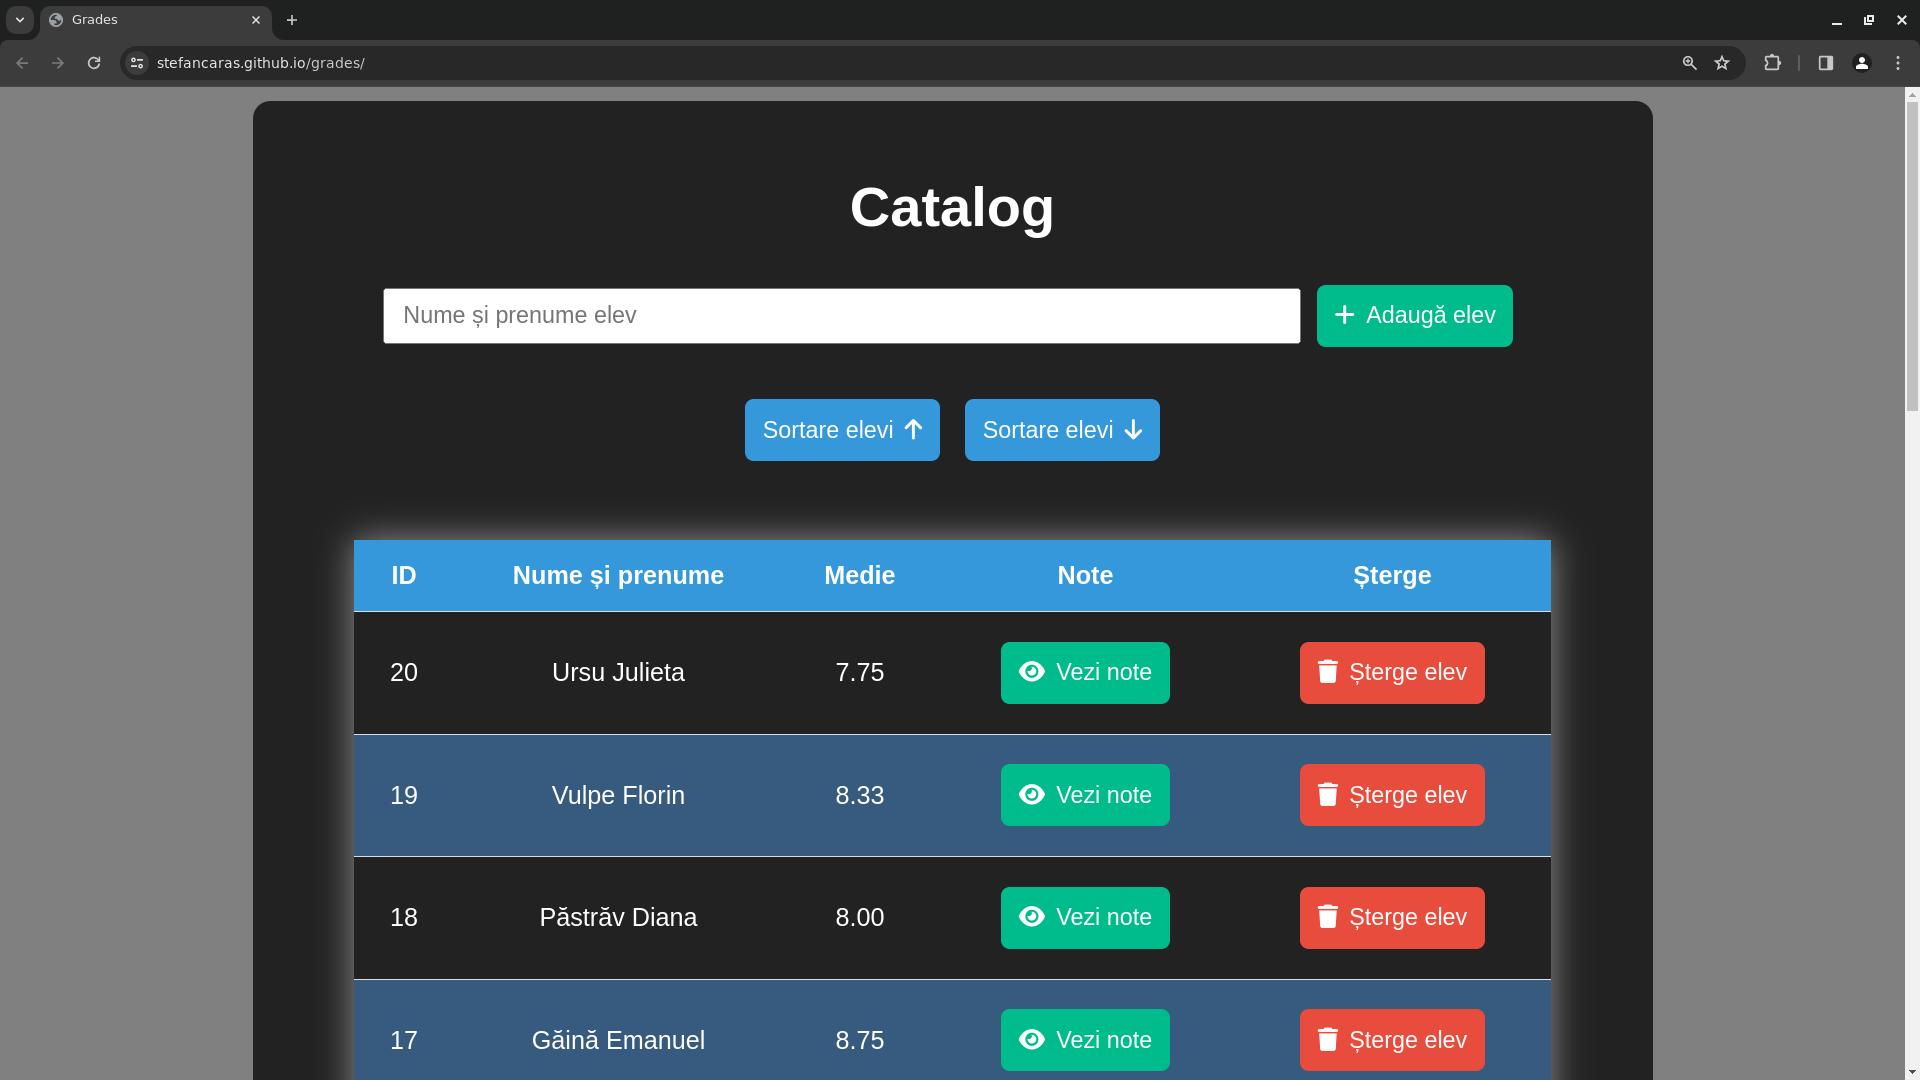 Grades
stefancaras.github.io/grades/
Catalog
Nume și prenume elev
Adaugă elev
Sortare elevi
Sortare elevi
ID Nume și prenume Medie Note Șterge
20 Ursu Julieta 7.75 Vezi note Șterge elev
19 Vulpe Florin 8.33 Vezi note Șterge elev
18 Păstrăv Diana 8.00 Vezi note Șterge elev
17 Găină Emanuel 8.75 Vezi note Șterge elev